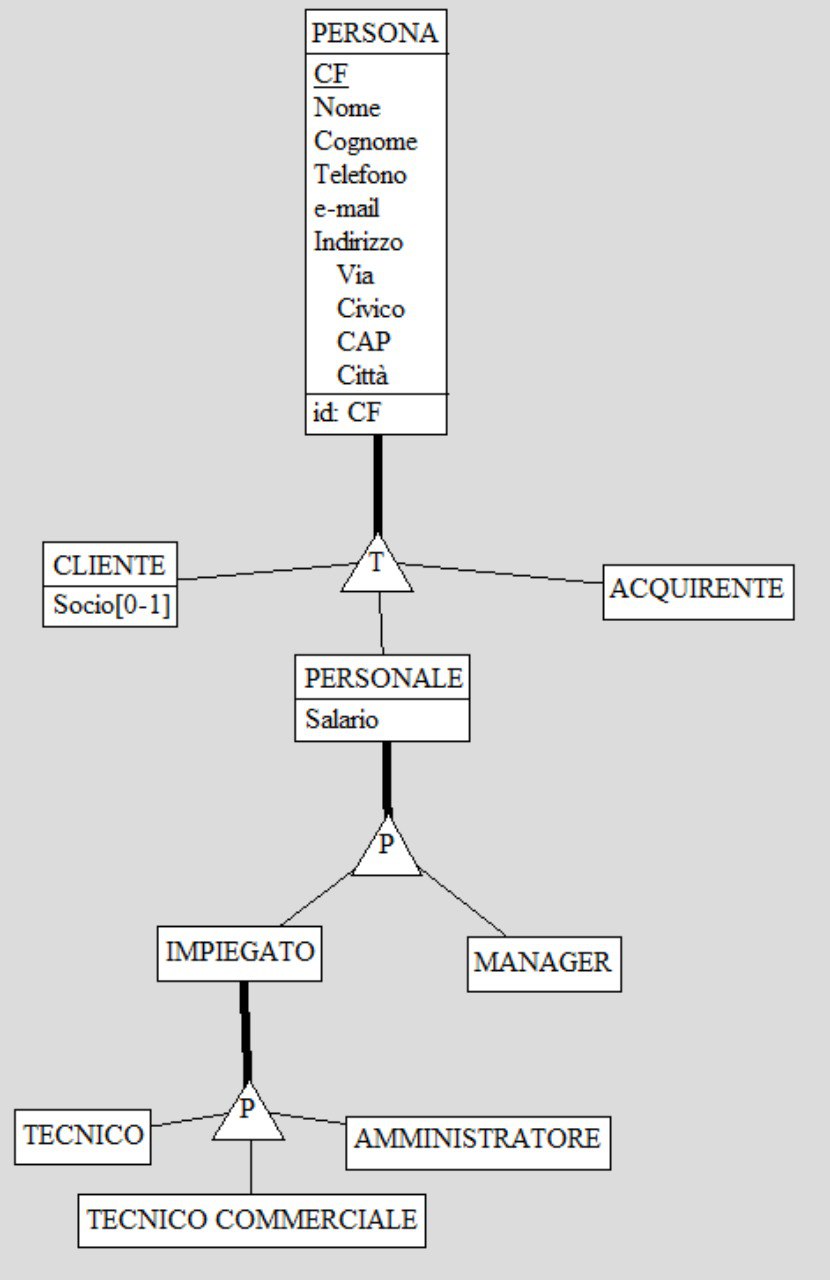 PERSONA
CF
Nome
Cognome
Telefono
e-mail
Indirizzo
Via
Civico
CAP
Città
id: CF
T
CLIENTE
Socio[0-1]
ACQUIRENTE
PERSONALE
Salario
P
IMPIEGATO
MANAGER
P
TECNICO
AMMINISTRATORE
TECNICO COMMERCIALE